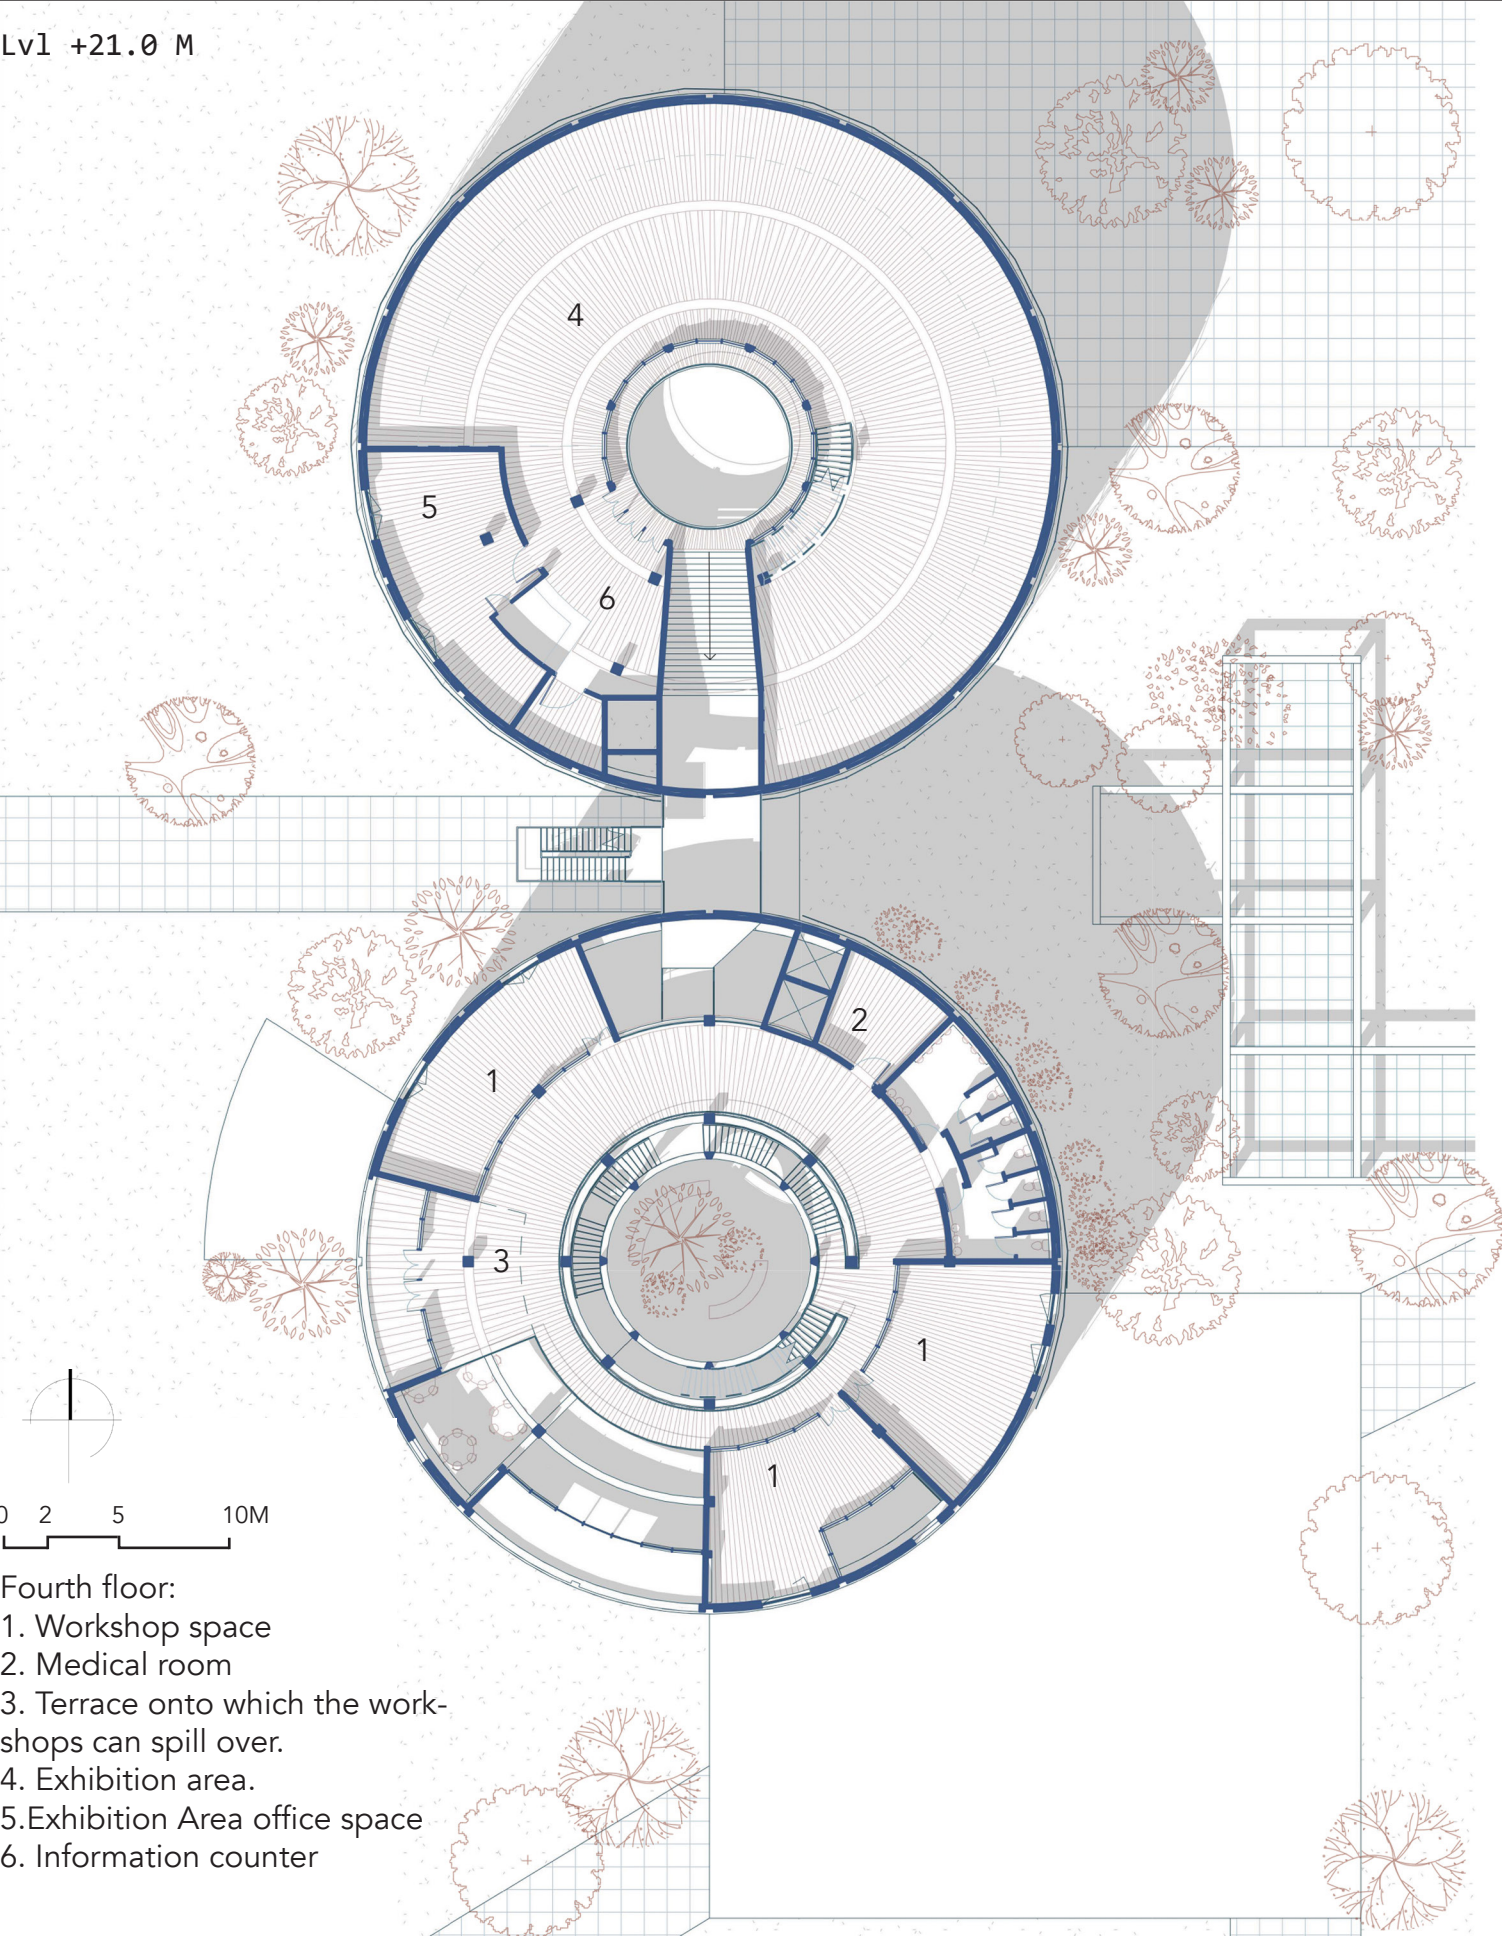 Lvl +21.0 M
4
5
6
2
1
3
1
1
0 2 5 10M
Fourth floor:
1. Workshop space
2. Medical room
3. Terrace onto which the work-
shops can spill over.
4. Exhibition area.
5.Exhibition Area office space
6. Information counter